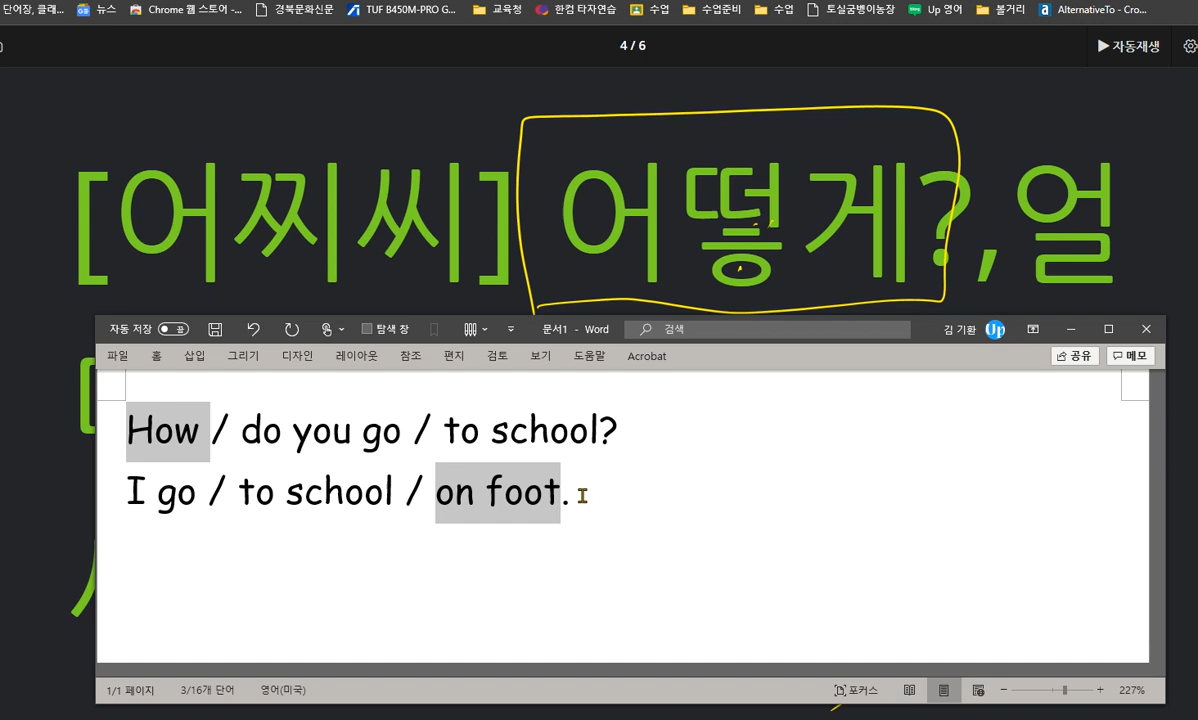 단어장, 클래... 뉴스 Chrome 웹 스토어 -... 경북문화신문 TUF B450M-PRO G... 교육청 한컴 타자연습 수업 수업준비 수업 토실굼벵이농장 Up 영어 볼거리 AlternativeTo - Cro...
4 / 6 자동재생
[어찌씨] 어떻게?,얼
자동 저장 끔 탐색 창 문서1 - Word 검색 김 기환 Up
파일 홈 삽입 그리기 디자인 레이아웃 참조 편지 검토 보기 도움말 Acrobat 공유 메모
How / do you go / to school?
I go / to school / on foot.
1/1 페이지 3/16개 단어 영어(미국) 포커스 227%